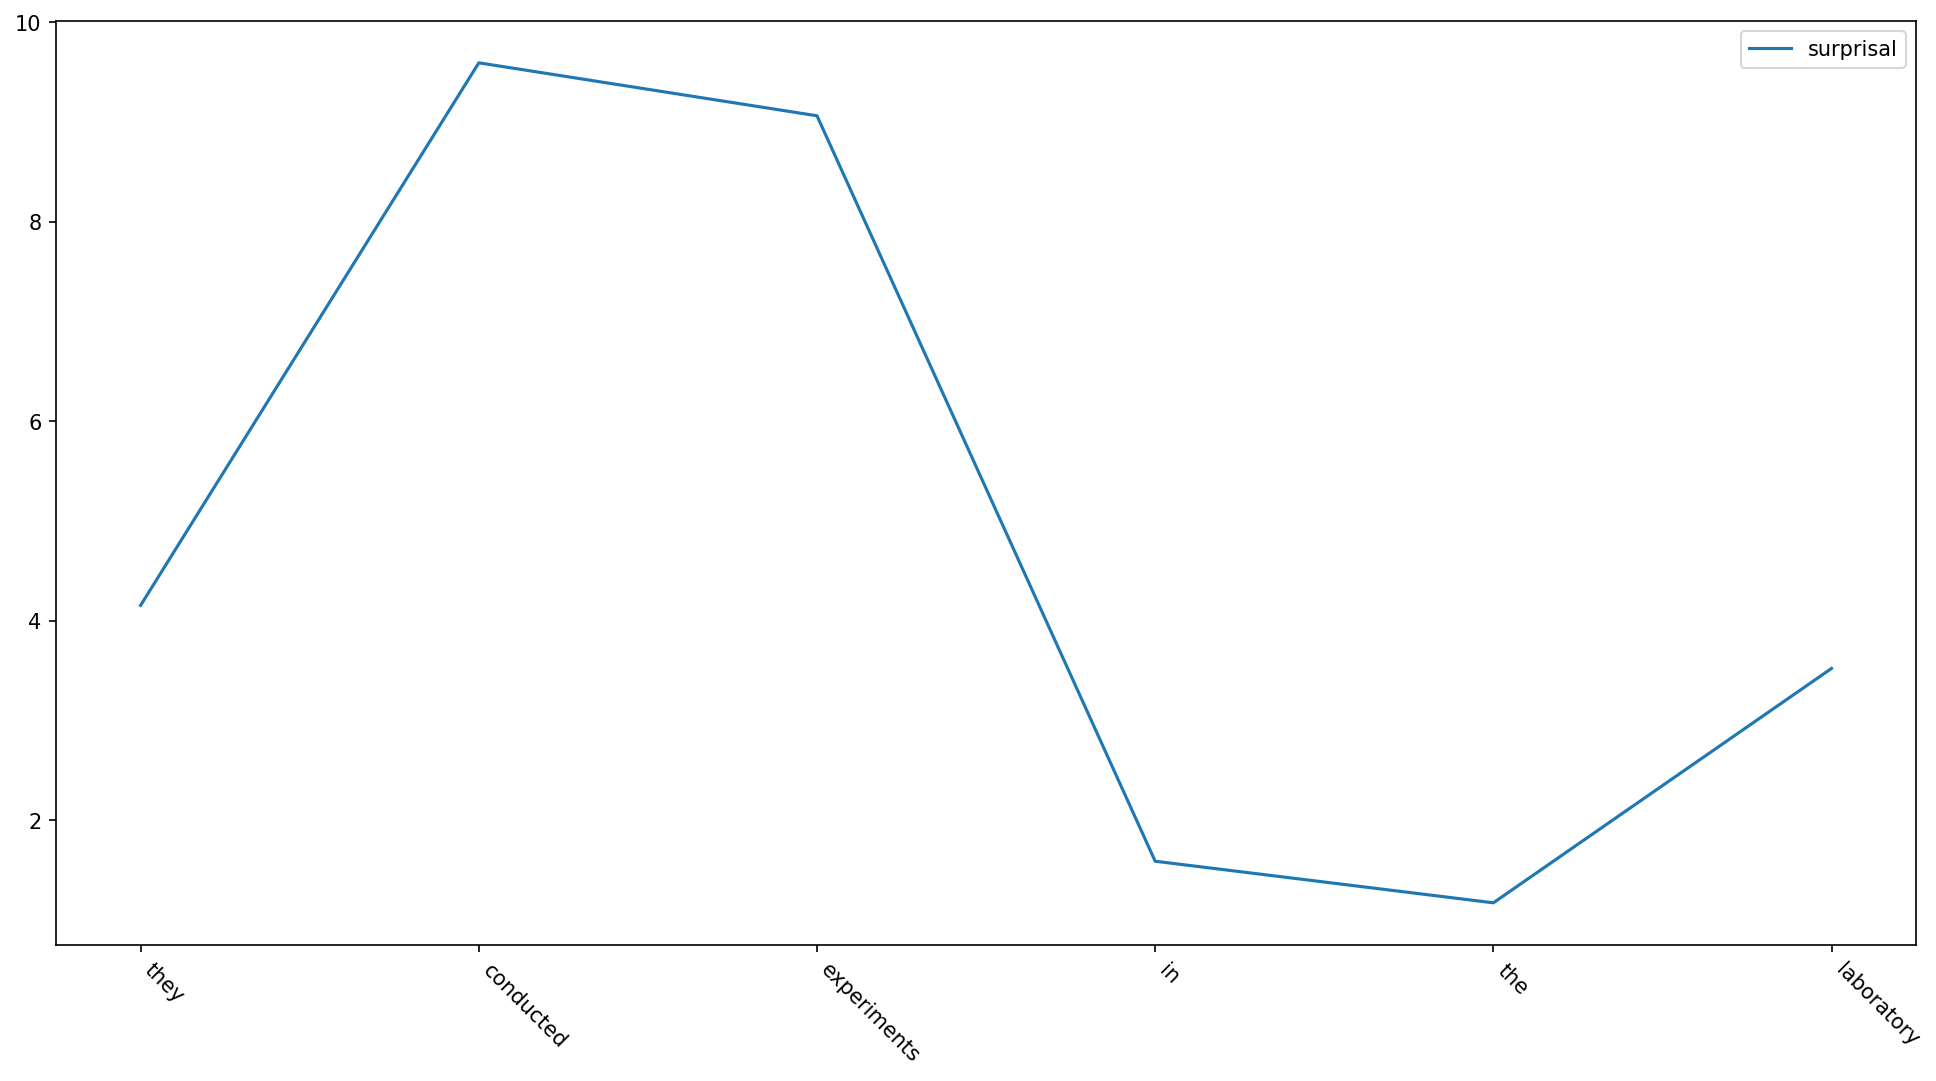 10
8
6
4
2
surprisal
they
conducted
experiments
in
the
laboratory